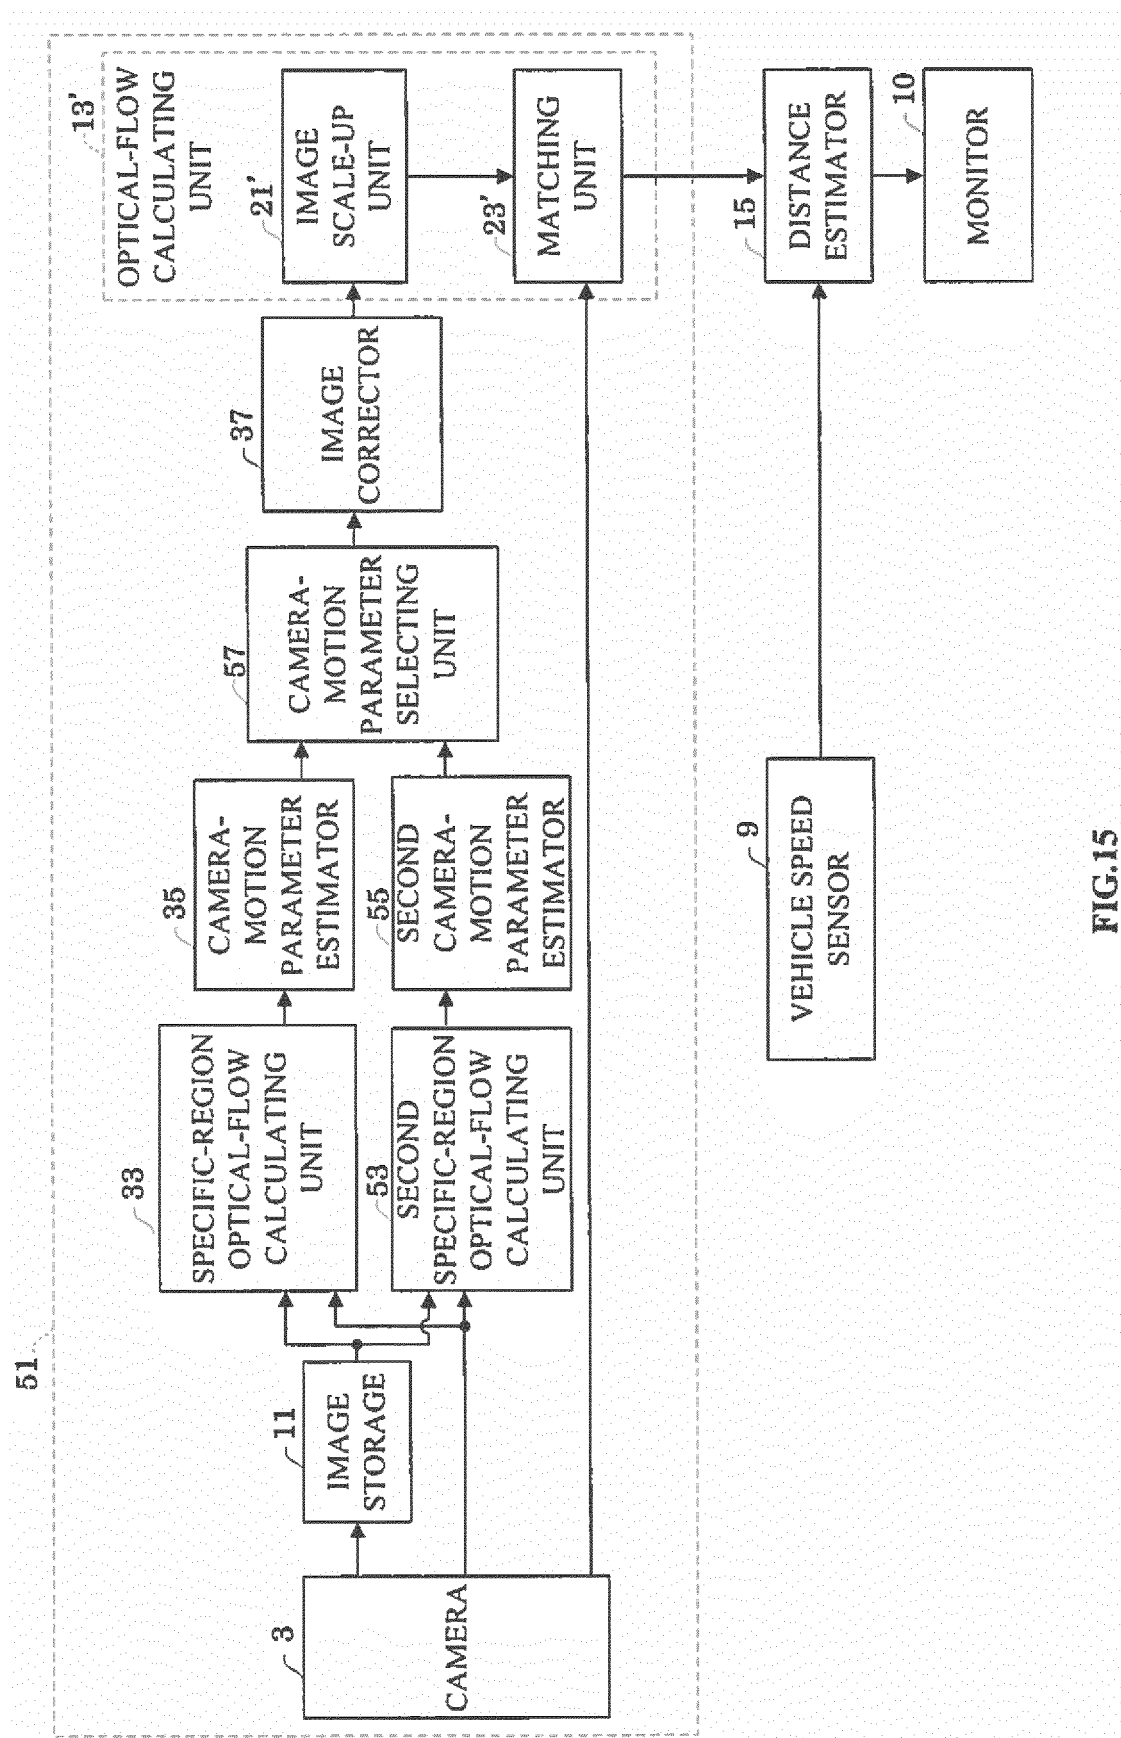 51
13'
OPTICAL-FLOW
CALCULATING
UNIT
3
CAMERA
11
IMAGE
STORAGE
33
SPECIFIC-REGION
OPTICAL-FLOW
CALCULATING
UNIT
53
SECOND
SPECIFIC-REGION
OPTICAL-FLOW
CALCULATING
UNIT
35
CAMERA-
MOTION
PARAMETER
ESTIMATOR
55
SECOND
CAMERA-
MOTION
PARAMETER
ESTIMATOR
57
CAMERA-
MOTION
PARAMETER
SELECTING
UNIT
37
IMAGE
CORRECTOR
21'
IMAGE
SCALE-UP
UNIT
23'
MATCHING
UNIT
9
VEHICLE SPEED
SENSOR
15
DISTANCE
ESTIMATOR
10
MONITOR
FIG.15